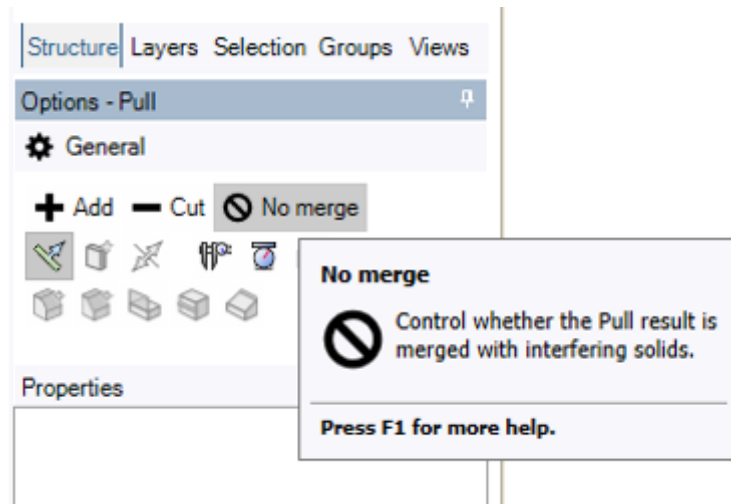 Structure Layers Selection Groups Views
Options - Pull
General
Add Cut No merge
No merge
Control whether the Pull result is
merged with interfering solids.
Press F1 for more help.
Properties